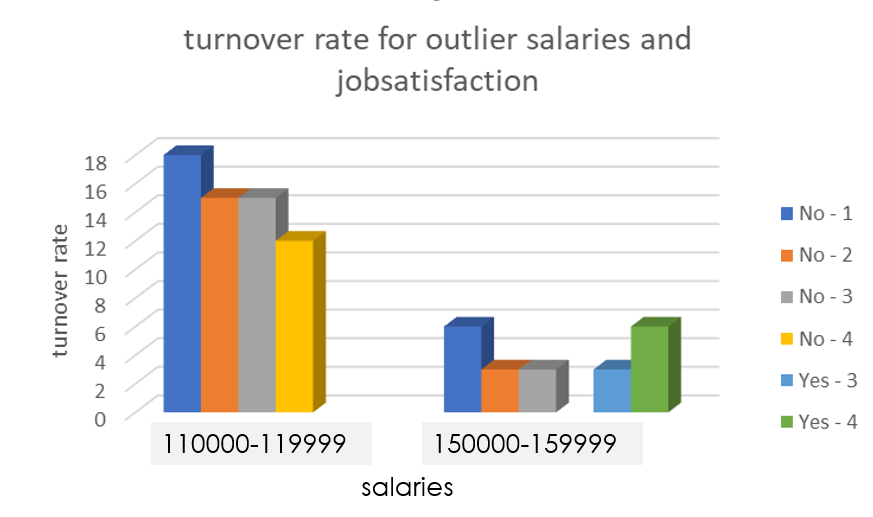 turnover rate for outlier salaries and
jobsatisfaction
18
16
14
12
10
8
6
4
2
0
turnover rate
110000-119999
150000-159999
salaries
No - 1
No - 2
No - 3
No - 4
Yes - 3
Yes - 4